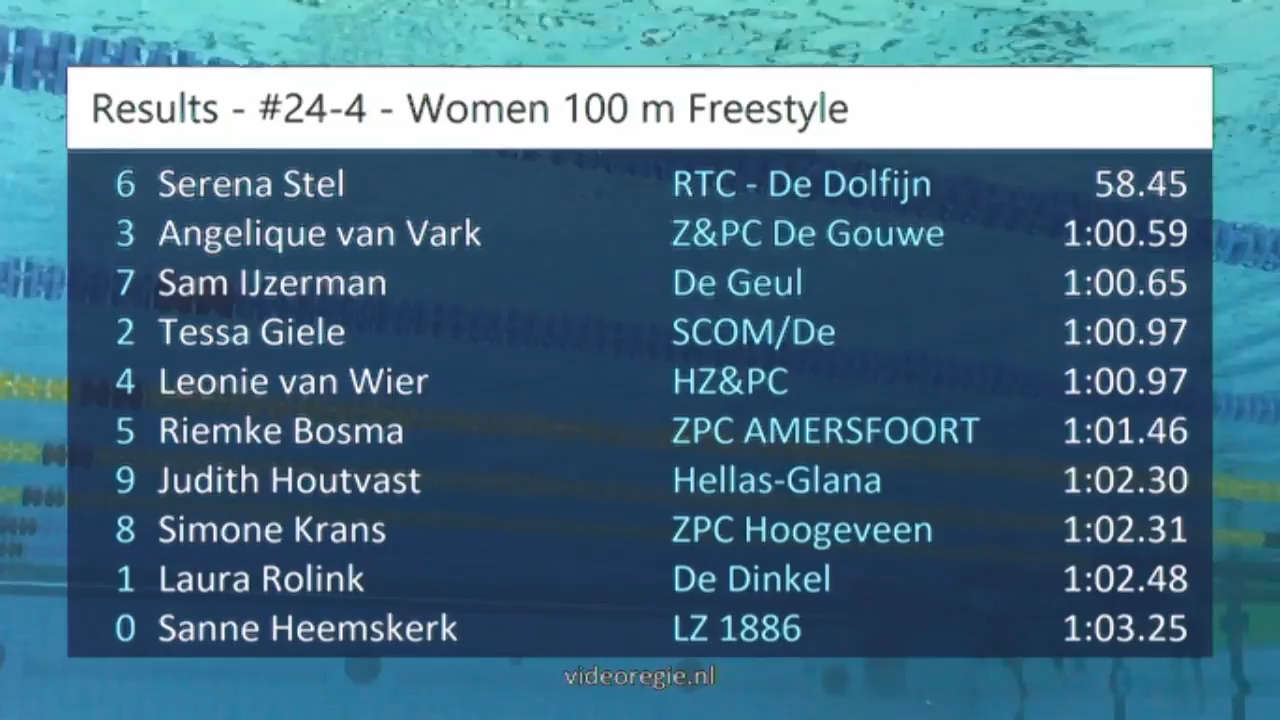 Results - #24-4 - Women 100 m Freestyle
6 Serena Stel RTC - De Dolfijn 58.45
3 Angelique van Vark Z&PC De Gouwe 1:00.59
7 Sam IJzerman De Geul 1:00.65
2 Tessa Giele SCOM/De 1:00.97
4 Leonie van Wier HZ&PC 1:00.97
5 Riemke Bosma ZPC AMERSFOORT 1:01.46
9 Judith Houtvast Hellas-Glana 1:02.30
8 Simone Krans ZPC Hoogeveen 1:02.31
1 Laura Rolink De Dinkel 1:02.48
0 Sanne Heemskerk LZ 1886 1:03.25
videoregie.nl